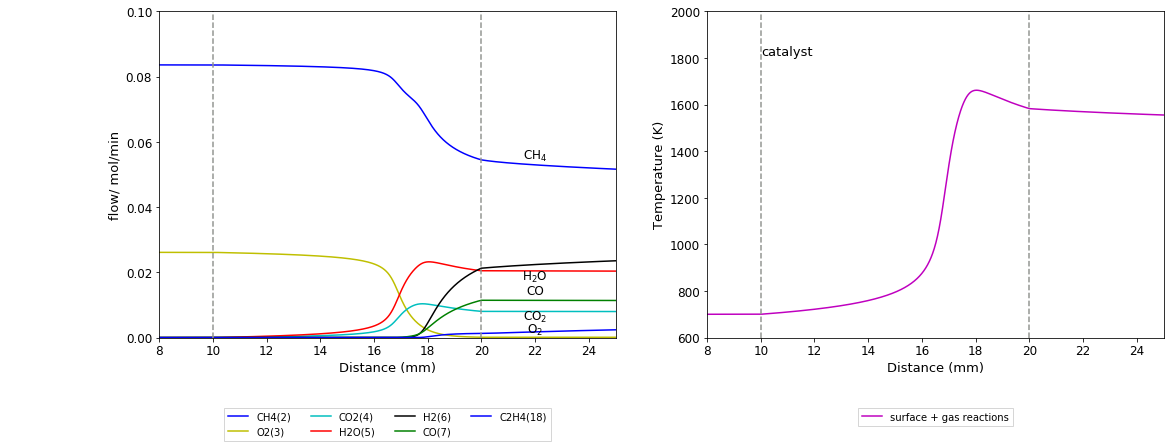 0.10
0.08
0.06
0.04
0.02
0.00
flow/ mol/min
CH₄
H₂O
CO
CO₂
O₂
8 10 12 14 16 18 20 22 24
Distance (mm)
CH4(2) CO2(4) H2(6) C2H4(18)
O2(3) H2O(5) CO(7)
2000
1800
1600
1400
1200
1000
800
600
Temperature (K)
catalyst
8 10 12 14 16 18 20 22 24
Distance (mm)
surface + gas reactions